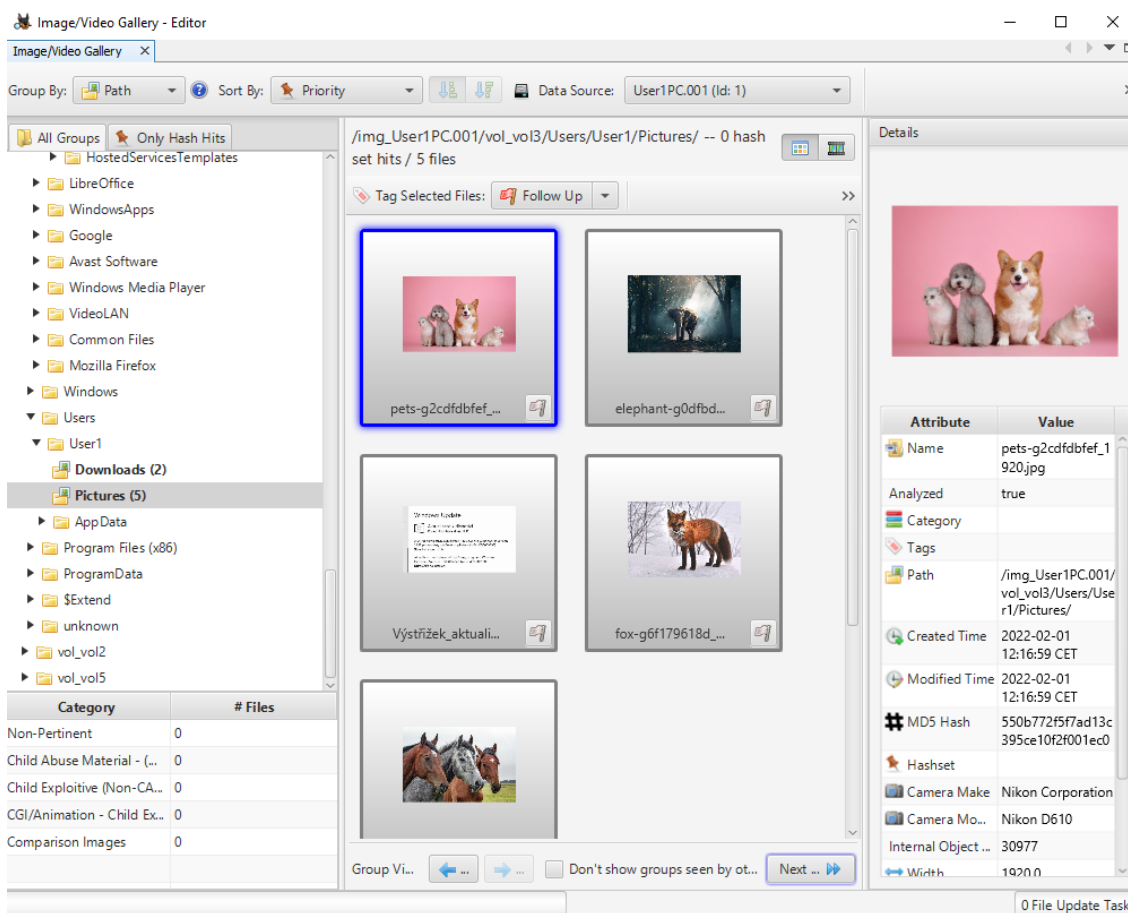 Image/Video Gallery - Editor
Image/Video Gallery
Group By: Path Sort By: Priority Data Source: User1PC.001 (Id: 1)
All Groups Only Hash Hits
HostedServicesTemplates
LibreOffice
WindowsApps
Google
Avast Software
Windows Media Player
VideoLAN
Common Files
Mozilla Firefox
Windows
Users
User1
Downloads (2)
Pictures (5)
AppData
Program Files (x86)
ProgramData
$Extend
unknown
vol_vol2
vol_vol5
Category # Files
Non-Pertinent 0
Child Abuse Material - (... 0
Child Exploitive (Non-CA... 0
CGI/Animation - Child Ex... 0
Comparison Images 0
/img_User1PC.001/vol_vol3/Users/User1/Pictures/ -- 0 hash
set hits / 5 files
Tag Selected Files: Follow Up
pets-g2cdfdbfef_...
elephant-g0dfbd...
Windows Update
Výstřižek_aktuali...
fox-g6f179618d_...
Group Vi... ... ... Don't show groups seen by ot... Next ...
Details
Attribute Value
Name pets-g2cdfdbfef_1
920.jpg
Analyzed true
Category
Tags
Path /img_User1PC.001/
vol_vol3/Users/Use
r1/Pictures/
Created Time 2022-02-01
12:16:59 CET
Modified Time 2022-02-01
12:16:59 CET
MD5 Hash 550b772f5f7ad13c
395ce10f2f001ec0
Hashset
Camera Make Nikon Corporation
Camera Mo... Nikon D610
Internal Object ... 30977
Width 1920.0
0 File Update Task